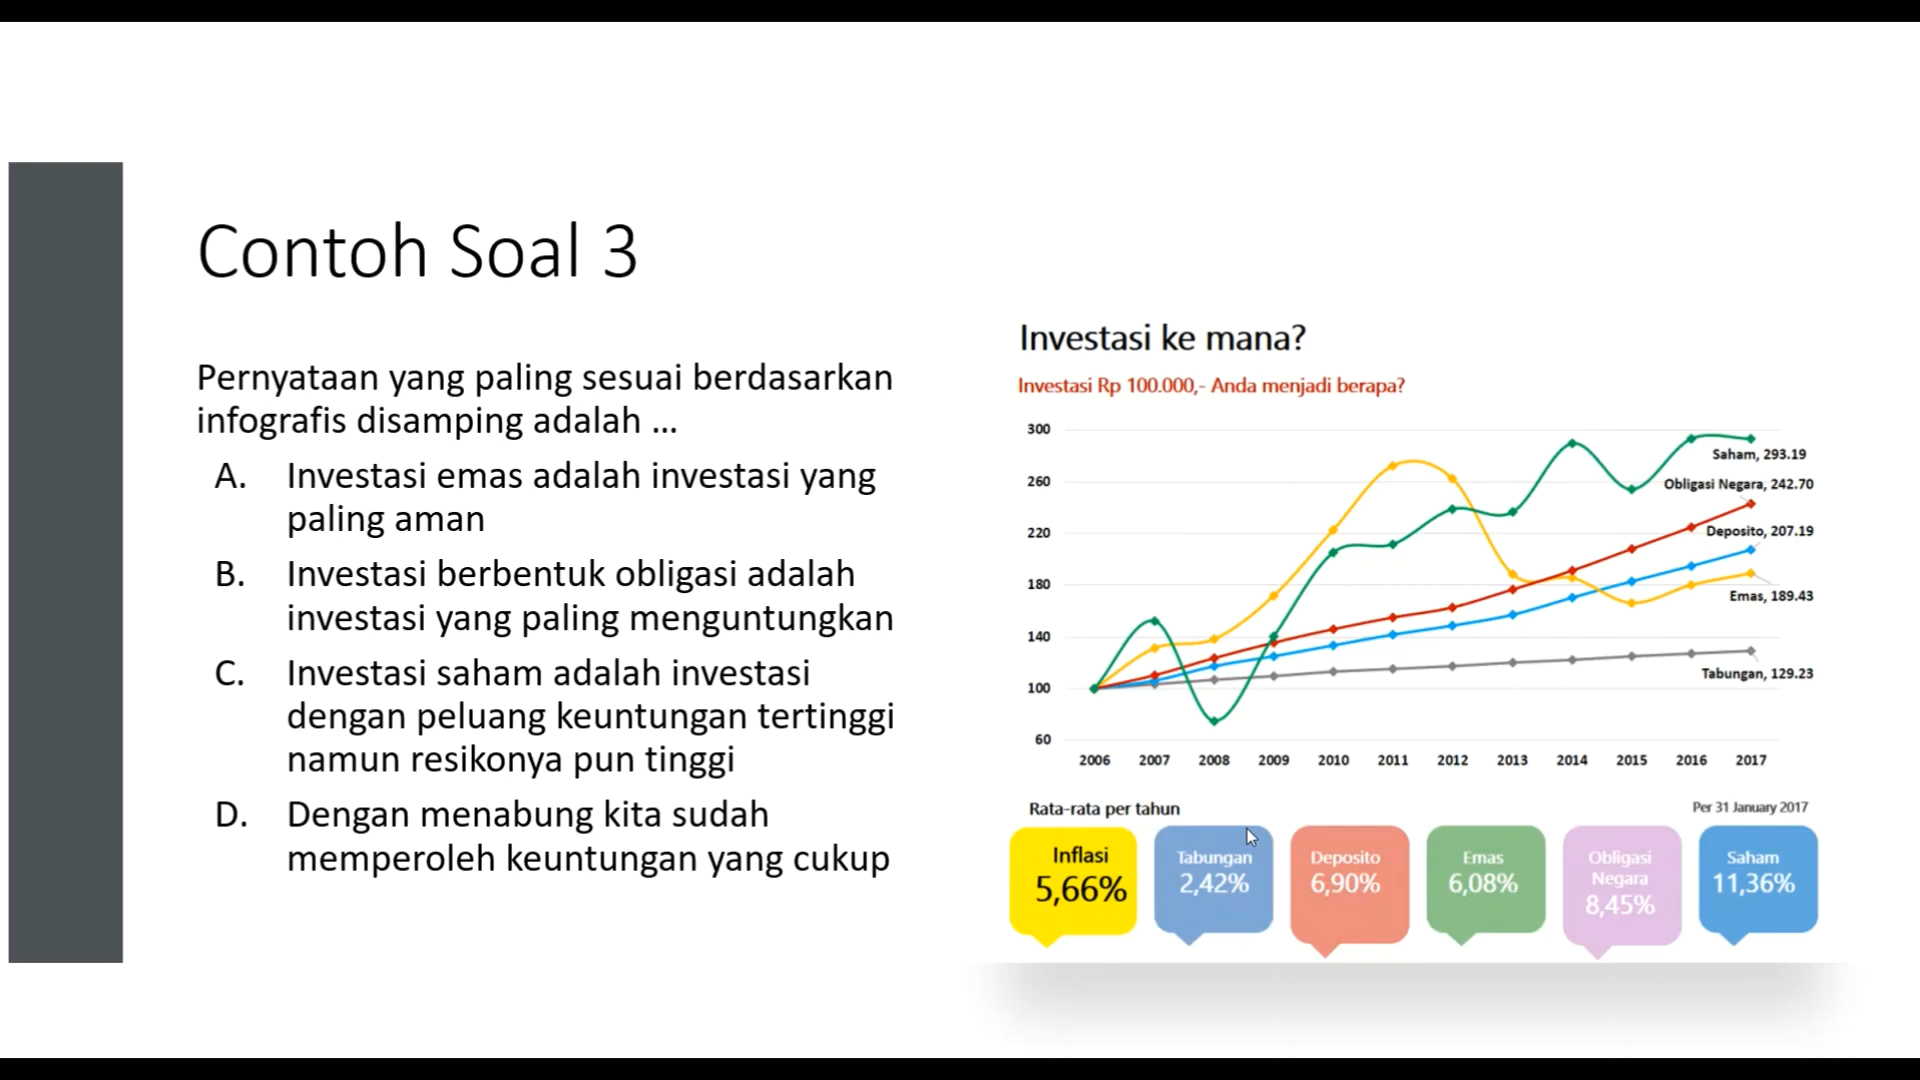 Contoh Soal 3
Pernyataan yang paling sesuai berdasarkan
infografis disamping adalah ...
A. Investasi emas adalah investasi yang
paling aman
B. Investasi berbentuk obligasi adalah
investasi yang paling menguntungkan
C. Investasi saham adalah investasi
dengan peluang keuntungan tertinggi
namun resikonya pun tinggi
D. Dengan menabung kita sudah
memperoleh keuntungan yang cukup
Investasi ke mana?
Investasi Rp 100.000,- Anda menjadi berapa?
300
260
220
180
140
100
60
Saham, 293.19
Obligasi Negara, 242.70
Deposito, 207.19
Emas, 189.43
Tabungan, 129.23
2006 2007 2008 2009 2010 2011 2012 2013 2014 2015 2016 2017
Rata-rata per tahun
Per 31 January 2017
Inflasi
5,66%
Tabungan
2,42%
Deposito
6,90%
Emas
6,08%
Obligasi
Negara
8,45%
Saham
11,36%